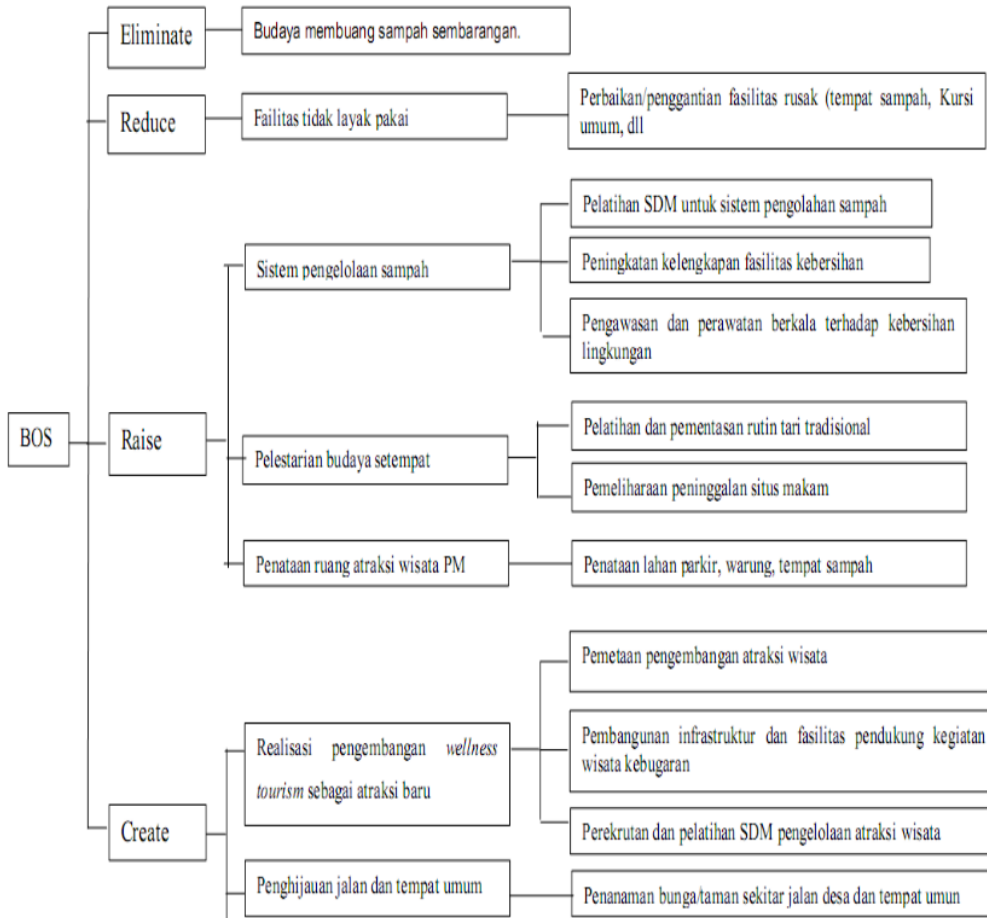 Eliminate
Budaya membuang sampah sembarangan.
Reduce
Failitas tidak layak pakai
Perbaikan/penggantian fasilitas rusak (tempat sampah, Kursi
umum, dll
Pelatihan SDM untuk sistem pengolahan sampah
Sistem pengelolaan sampah
Peningkatan kelengkapan fasilitas kebersihan
Pengawasan dan perawatan berkala terhadap kebersihan
lingkungan
BOS
Raise
Pelatihan dan pementasan rutin tari tradisional
Pelestarian budaya setempat
Pemeliharaan peninggalan situs makam
Penataan ruang atraksi wisata PM
Penataan lahan parkir, warung, tempat sampah
Pemetaan pengembangan atraksi wisata
Realisasi pengembangan wellness
tourism sebagai atraksi baru
Pembangunan infrastruktur dan fasilitas pendukung kegiatan
wisata kebugaran
Create
Perekrutan dan pelatihan SDM pengelolaan atraksi wisata
Penghijauan jalan dan tempat umum
Penanaman bunga/taman sekitar jalan desa dan tempat umun